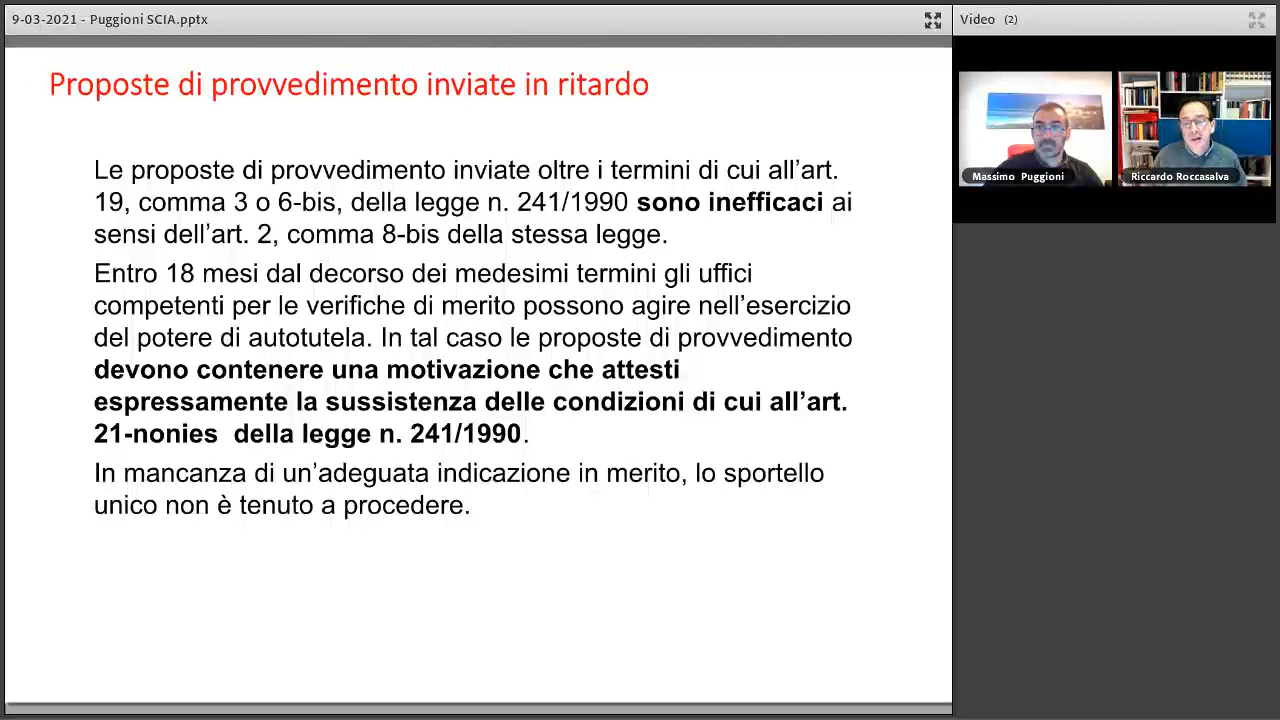 9-03-2021 - Puggioni SCIA.pptx
Video (2)
Proposte di provvedimento inviate in ritardo
Le proposte di provvedimento inviate oltre i termini di cui all’art.
19, comma 3 o 6-bis, della legge n. 241/1990 sono inefficaci ai
sensi dell’art. 2, comma 8-bis della stessa legge.
Entro 18 mesi dal decorso dei medesimi termini gli uffici
competenti per le verifiche di merito possono agire nell’esercizio
del potere di autotutela. In tal caso le proposte di provvedimento
devono contenere una motivazione che attesti
espressamente la sussistenza delle condizioni di cui all’art.
21-nonies della legge n. 241/1990.
In mancanza di un’adeguata indicazione in merito, lo sportello
unico non è tenuto a procedere.
Massimo Puggioni
Riccardo Roccasalva